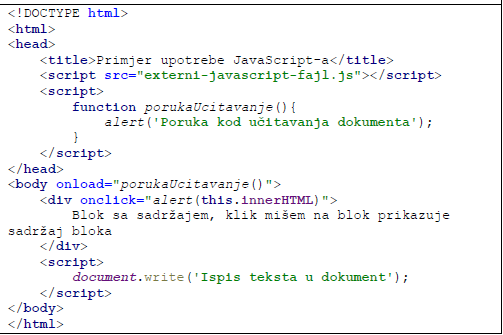 <!DOCTYPE html>
<html>
<head>
    <title>Primjer upotrebe JavaScript-a</title>
    <script src="externi-javascript-fajl.js"></script>
    <script>
        function porukaUcitavanje(){
            alert('Poruka kod učitavanja dokumenta');
        }
    </script>
</head>
<body onload="porukaUcitavanje()">
    <div onclick="alert(this.innerHTML)">
        Blok sa sadržajem, klik mišem na blok prikazuje
sadržaj bloka
    </div>
    <script>
        document.write('Ispis teksta u dokument');
    </script>
</body>
</html>